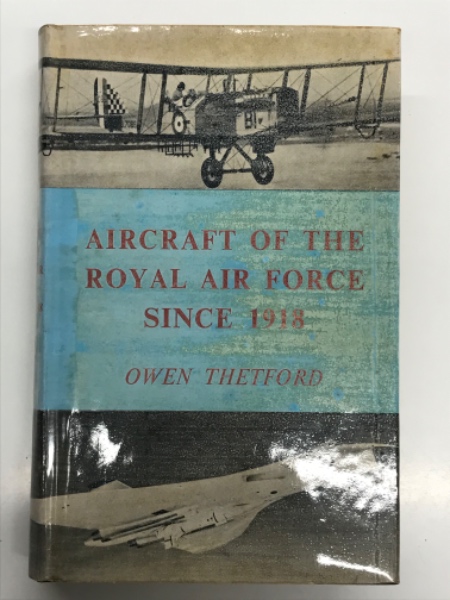 AIRCRAFT OF THE
ROYAL AIR FORCE
SINCE 1918
OWEN THETFORD